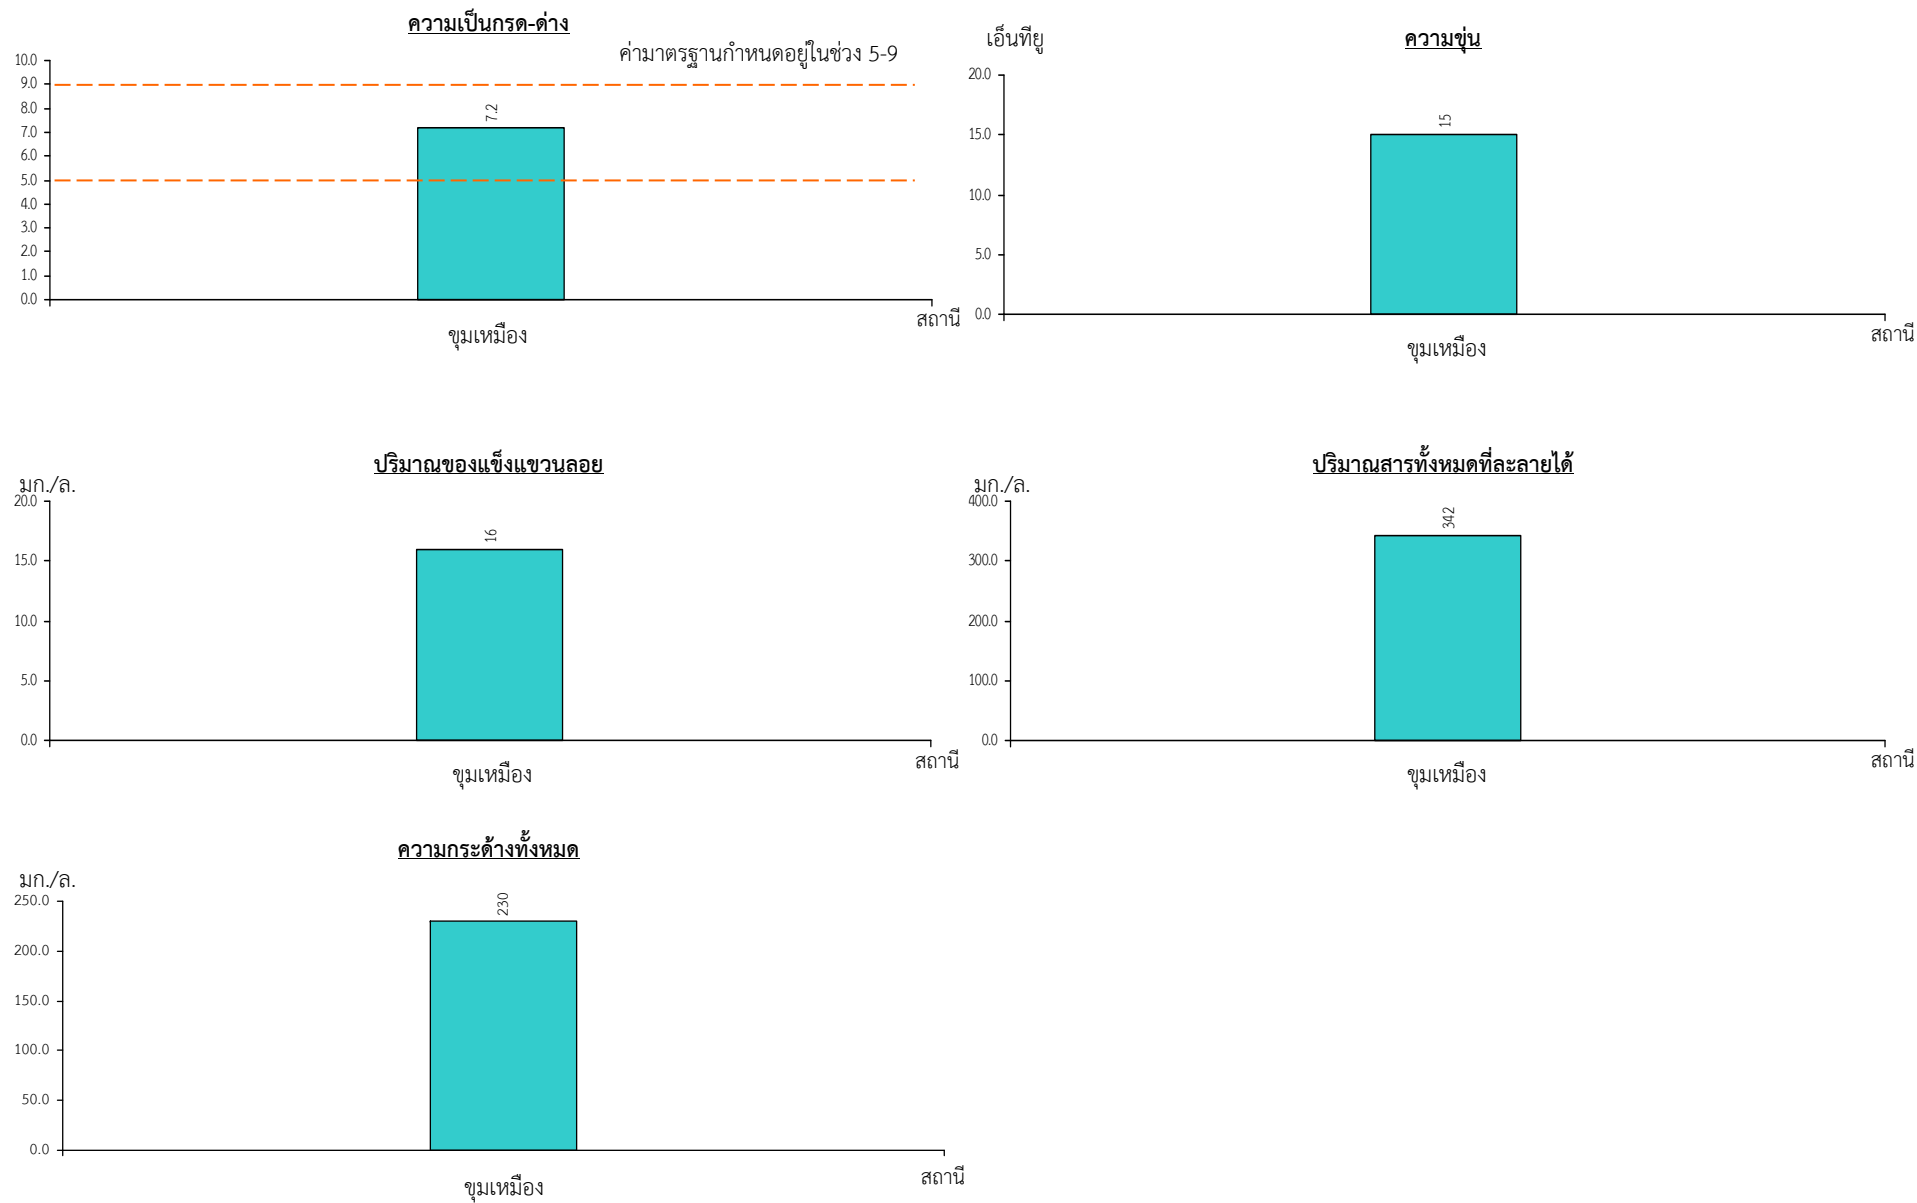 ความเป็นกรด-ด่าง
ค่ามาตรฐานกำหนดอยู่ในช่วง 5-9
10.0
9.0
8.0
7.0
6.0
5.0
4.0
3.0
2.0
1.0
0.0
7.2
ขุมเหมือง
สถานี
ความขุ่น
เอ็นทียู
20.0
15.0
10.0
5.0
0.0
15
ขุมเหมือง
สถานี
ปริมาณของแข็งแขวนลอย
มก./ล.
20.0
15.0
10.0
5.0
0.0
16
ขุมเหมือง
สถานี
ปริมาณสารทั้งหมดที่ละลายได้
มก./ล.
400.0
300.0
200.0
100.0
0.0
342
ขุมเหมือง
สถานี
ความกระด้างทั้งหมด
มก./ล.
250.0
200.0
150.0
100.0
50.0
0.0
230
ขุมเหมือง
สถานี